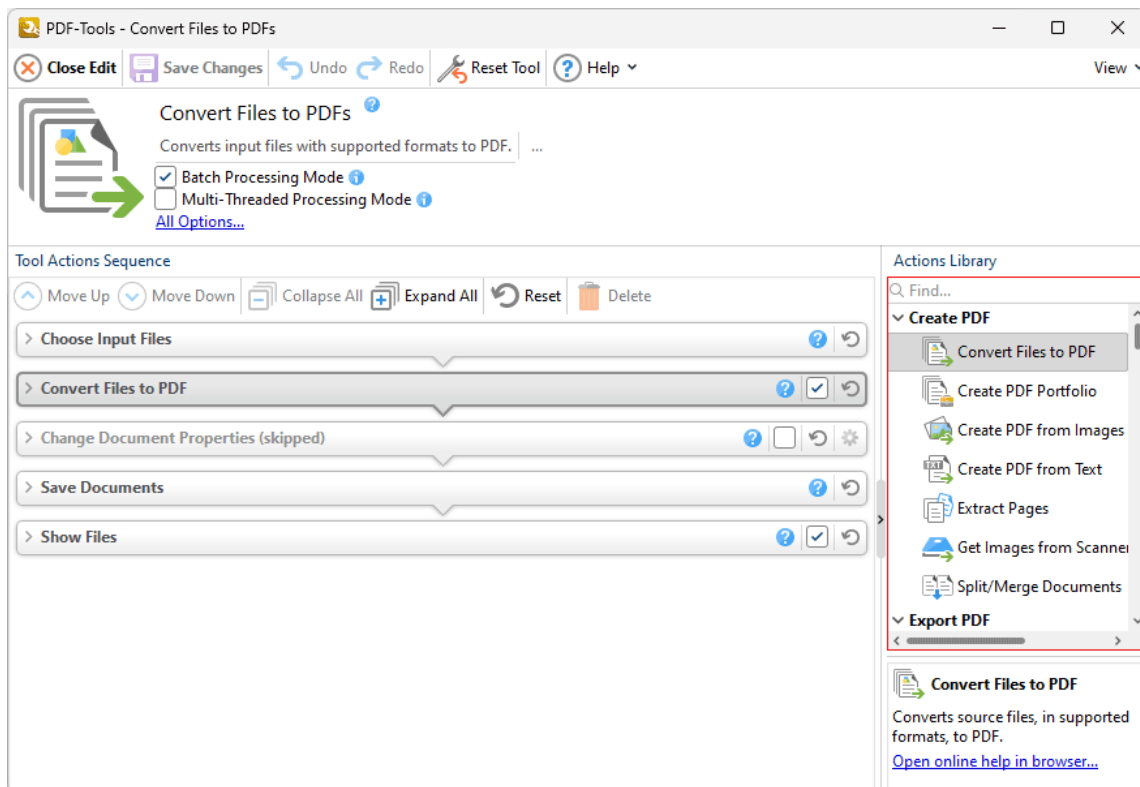 PDF-Tools - Convert Files to PDFs
Close Edit Save Changes Undo Redo Reset Tool Help View
Convert Files to PDFs
Converts input files with supported formats to PDF. ...
Batch Processing Mode
Multi-Threaded Processing Mode
All Options...
Tool Actions Sequence
Move Up Move Down Collapse All Expand All Reset Delete
Choose Input Files
Convert Files to PDF
Change Document Properties (skipped)
Save Documents
Show Files
Actions Library
Find...
Create PDF
Convert Files to PDF
Create PDF Portfolio
Create PDF from Images
TXT Create PDF from Text
Extract Pages
Get Images from Scanner
Split/Merge Documents
Export PDF
Convert Files to PDF
Converts source files, in supported
formats, to PDF.
Open online help in browser...